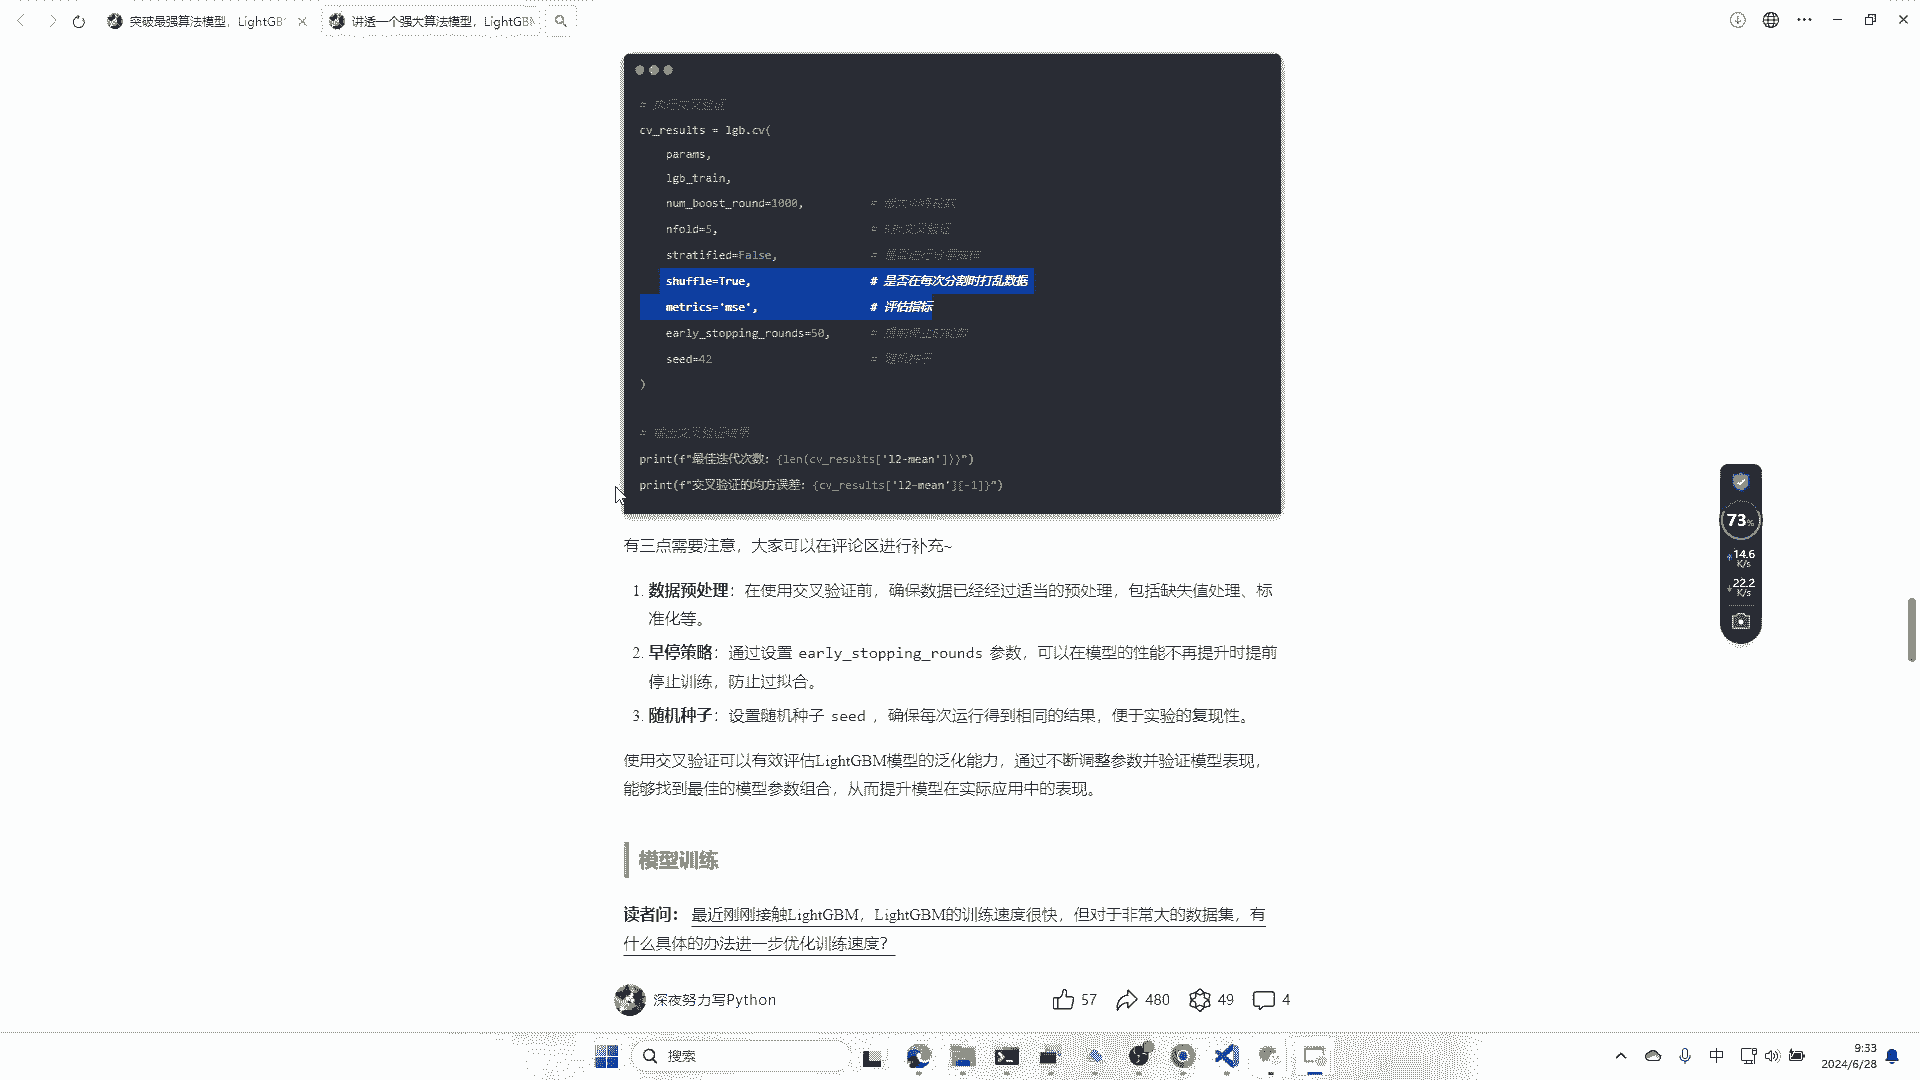 突破最强算法模型，LightGB
讲透一个强大算法模型，LightGBM
cv_results = lgb.cv(
params,
lgb_train,
num_boost_round=1000,
nfold=5,
stratified=False,
shuffle=True, # 是否在每次分割时打乱数据
metrics='mse', # 评估指标
early_stopping_rounds=50,
seed=42 # 随机种子
)
print(f"最佳迭代次数: {len(cv_results['l2-mean'])}")
print(f"交叉验证的均方误差: {cv_results['l2-mean'][-1]}")
有三点需要注意，大家可以在评论区进行补充~
1. 数据预处理：在使用交叉验证前，确保数据已经经过适当的预处理，包括缺失值处理、标
准化等。
2. 早停策略：通过设置 early_stopping_rounds 参数，可以在模型的性能不再提升时提前
停止训练，防止过拟合。
3. 随机种子：设置随机种子 seed ，确保每次运行得到相同的结果，便于实验的复现性。
使用交叉验证可以有效评估LightGBM模型的泛化能力，通过不断调整参数并验证模型表现，
能够找到最佳的模型参数组合，从而提升模型在实际应用中的表现。
模型训练
读者问： 最近刚刚接触LightGBM，LightGBM的训练速度很快，但对于非常大的数据集，有
什么具体的办法进一步优化训练速度？
深夜努力写Python
57 480 49 4
73%
14.6
K/s
22.2
K/s
搜索
中
9:33
2024/6/28